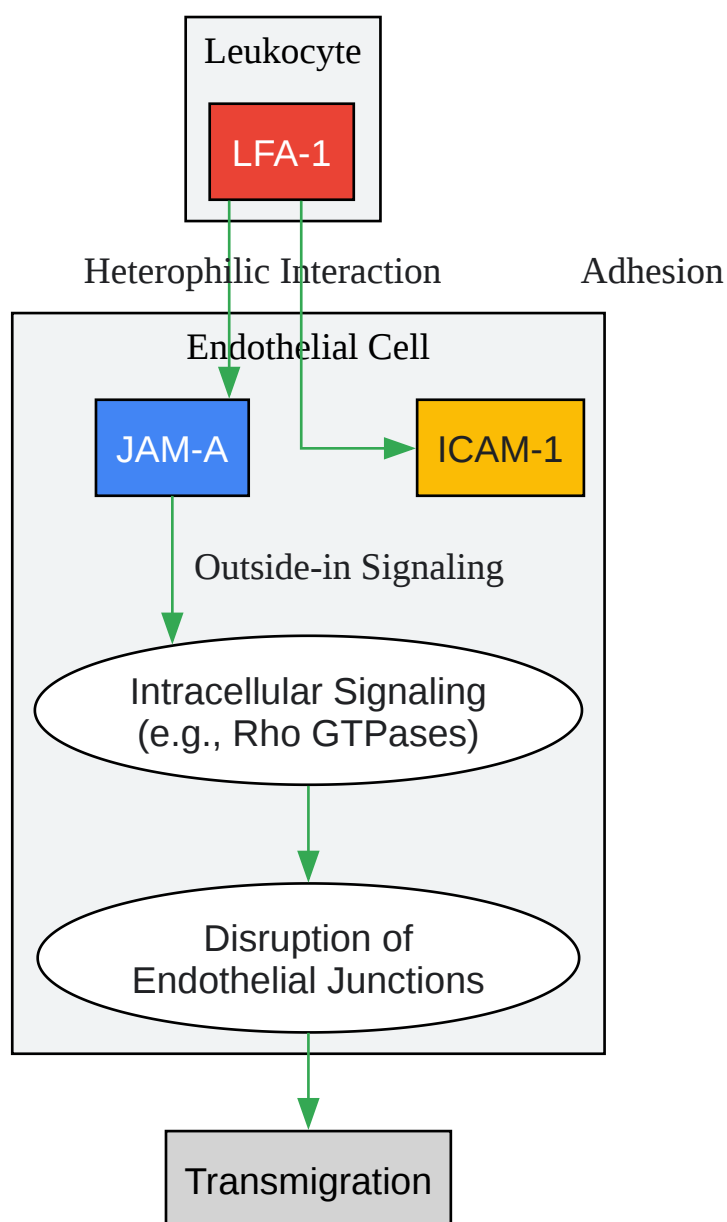 Leukocyte
LFA-1
Heterophilic Interaction
Adhesion
Endothelial Cell
JAM-A
ICAM-1
Outside-in Signaling
Intracellular Signaling
(e.g., Rho GTPases)
Disruption of
Endothelial Junctions
Transmigration